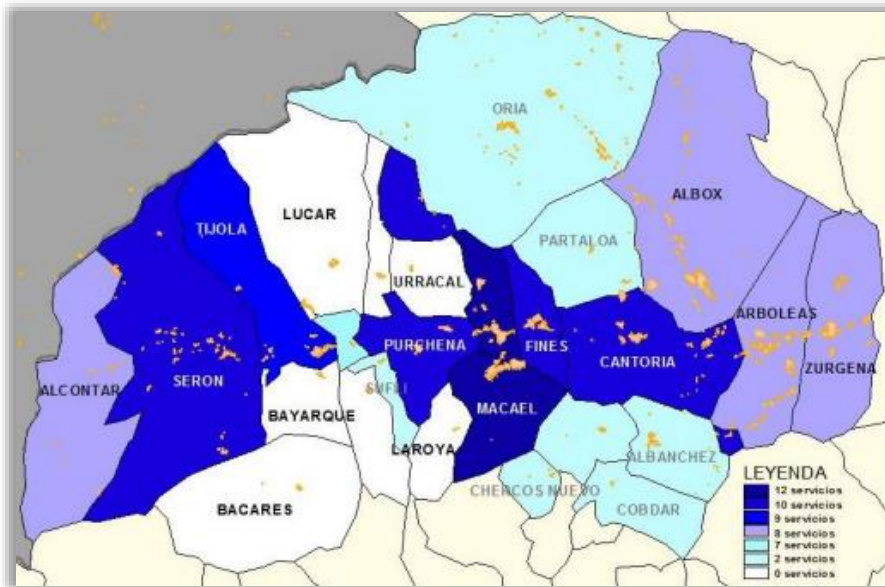 ORIA
ALBOX
TIJOLA
LUCAR
PARTALOA
URRACAL
ARBOLEAS
PURCHENA
FINES
CANTORIA
ZURGENA
ALCONTAR
SERON
SUFLI
MACAEL
BAYARQUE
LAROYA
ALBANCHEZ
CHERCOS NUEVO
COBDAR
BACARES
LEYENDA
12 servicios
10 servicios
9 servicios
8 servicios
7 servicios
2 servicios
0 servicios